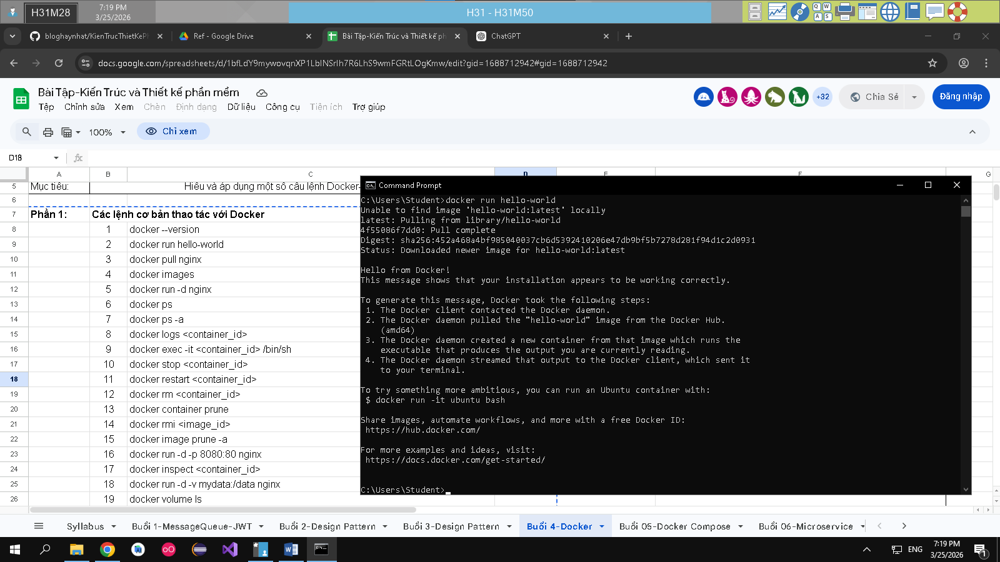 H31M28
7:19 PM
3/25/2026
H31 - H31M50
Q W
A S
bloghaynhat/KienTrucThietKePh
Ref - Google Drive
Bài Tập-Kiến Trúc và Thiết kế ph
ChatGPT
docs.google.com/spreadsheets/d/1bfLdY9mywovqnXP1LbINSrIh7R6LhS9wmFGRtLOgKmw/edit?gid=1688712942#gid=1688712942
Bài Tập-Kiến Trúc và Thiết kế phần mềm
Tệp Chỉnh sửa Xem Chèn Định dạng Dữ liệu Công cụ Tiện ích Trợ giúp
+32
Chia Sẻ
Đăng nhập
100%
Chỉ xem
D18
fx
A B C D E F G
5 Mục tiêu: Hiểu và áp dụng một số câu lệnh Docker-
6
7 Phần 1: Các lệnh cơ bản thao tác với Docker
8 1 docker --version
9 2 docker run hello-world
10 3 docker pull nginx
11 4 docker images
12 5 docker run -d nginx
13 6 docker ps
14 7 docker ps -a
15 8 docker logs <container_id>
16 9 docker exec -it <container_id> /bin/sh
17 10 docker stop <container_id>
18 11 docker restart <container_id>
19 12 docker rm <container_id>
20 13 docker container prune
21 14 docker rmi <image_id>
22 15 docker image prune -a
23 16 docker run -d -p 8080:80 nginx
24 17 docker inspect <container_id>
25 18 docker run -d -v mydata:/data nginx
26 19 docker volume ls
Command Prompt
C:\Users\Student>docker run hello-world
Unable to find image 'hello-world:latest' locally
latest: Pulling from library/hello-world
4f55086f7dd0: Pull complete
Digest: sha256:452a468a4bf985040037cb6d5392410206e47db9bf5b7278d281f94d1c2d0931
Status: Downloaded newer image for hello-world:latest
Hello from Docker!
This message shows that your installation appears to be working correctly.
To generate this message, Docker took the following steps:
1. The Docker client contacted the Docker daemon.
2. The Docker daemon pulled the "hello-world" image from the Docker Hub.
(amd64)
3. The Docker daemon created a new container from that image which runs the
executable that produces the output you are currently reading.
4. The Docker daemon streamed that output to the Docker client, which sent it
to your terminal.
To try something more ambitious, you can run an Ubuntu container with:
$ docker run -it ubuntu bash
Share images, automate workflows, and more with a free Docker ID:
https://hub.docker.com/
For more examples and ideas, visit:
https://docs.docker.com/get-started/
C:\Users\Student>
Syllabus
Buổi 1-MessageQueue-JWT
Buổi 2-Design Pattern
Buổi 3-Design Pattern
Buổi 4-Docker
Buổi 05-Docker Compose
Buổi 06-Microservice
ENG
7:19 PM
3/25/2026
1